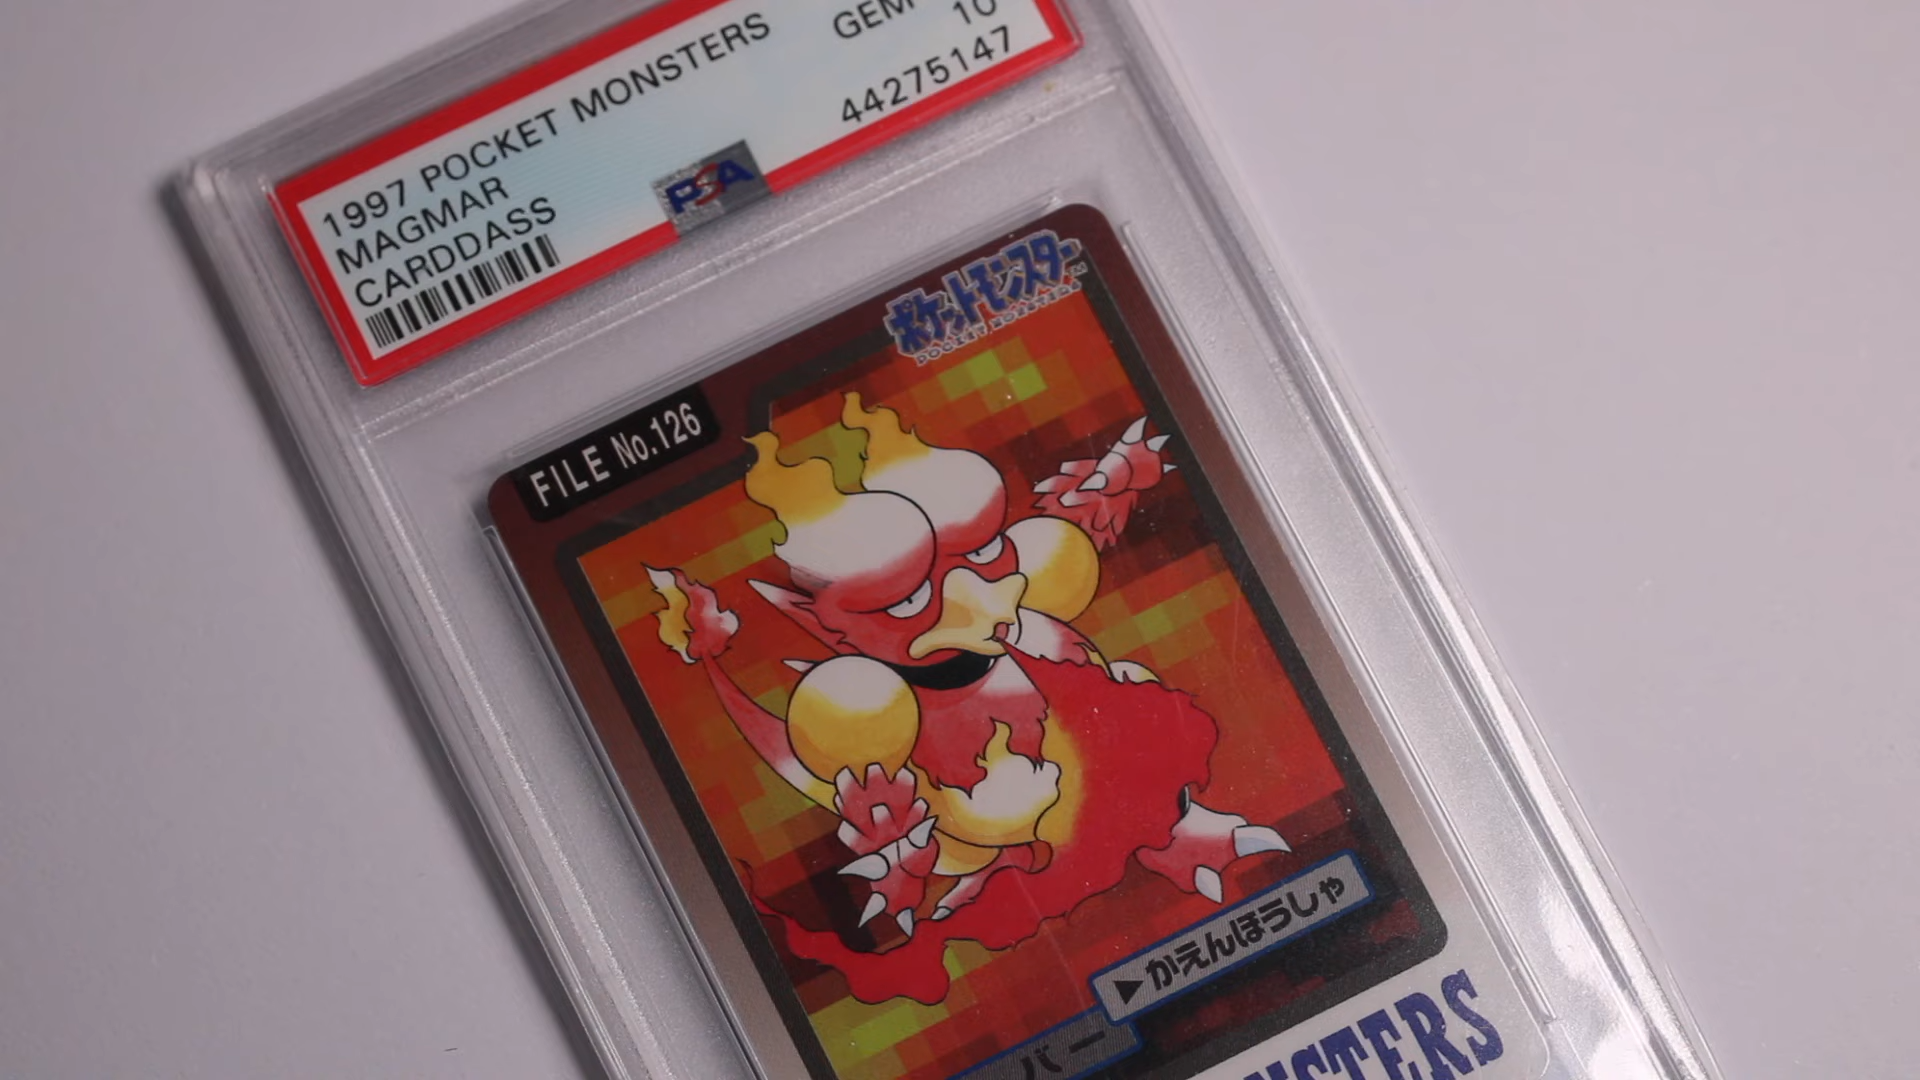 1997 POCKET MONSTERS
MAGMAR
CARDDASS
GEM
10
44275147
PSA
ポケットモンスター
POCKET MONSTERS
FILE No.126
▶かえんほうしゃ
バー